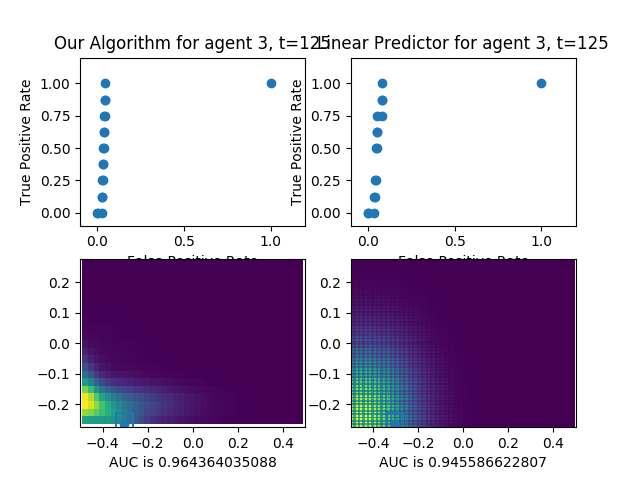 Our Algorithm for agent 3, t=125
Linear Predictor for agent 3, t=125
True Positive Rate
1.00
0.75
0.50
0.25
0.00
0.0 0.5 1.0
False Positive Rate
True Positive Rate
1.00
0.75
0.50
0.25
0.00
0.0 0.5 1.0
False Positive Rate
0.2
0.1
0.0
−0.1
−0.2
−0.4 −0.2 0.0 0.2 0.4
AUC is 0.964364035088
0.2
0.1
0.0
−0.1
−0.2
−0.4 −0.2 0.0 0.2 0.4
AUC is 0.945586622807